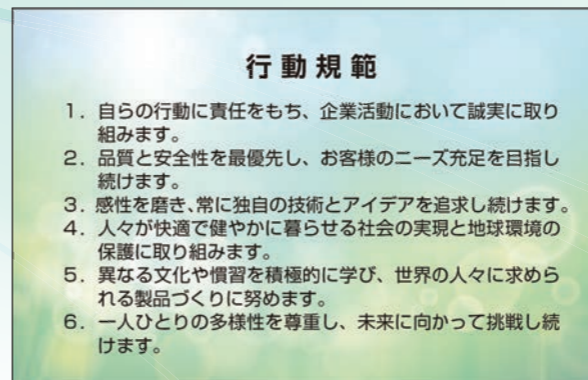 行動規範
1. 自らの行動に責任をもち、企業活動において誠実に取り
組みます。
2. 品質と安全性を最優先し、お客様のニーズ充足を目指し
続けます。
3. 感性を磨き、常に独自の技術とアイデアを追求し続けます。
4. 人々が快適で健やかに暮らせる社会の実現と地球環境の
保護に取り組みます。
5. 異なる文化や慣習を積極的に学び、世界の人々に求めら
れる製品づくりに努めます。
6. 一人ひとりの多様性を尊重し、未来に向かって挑戦し続
けます。